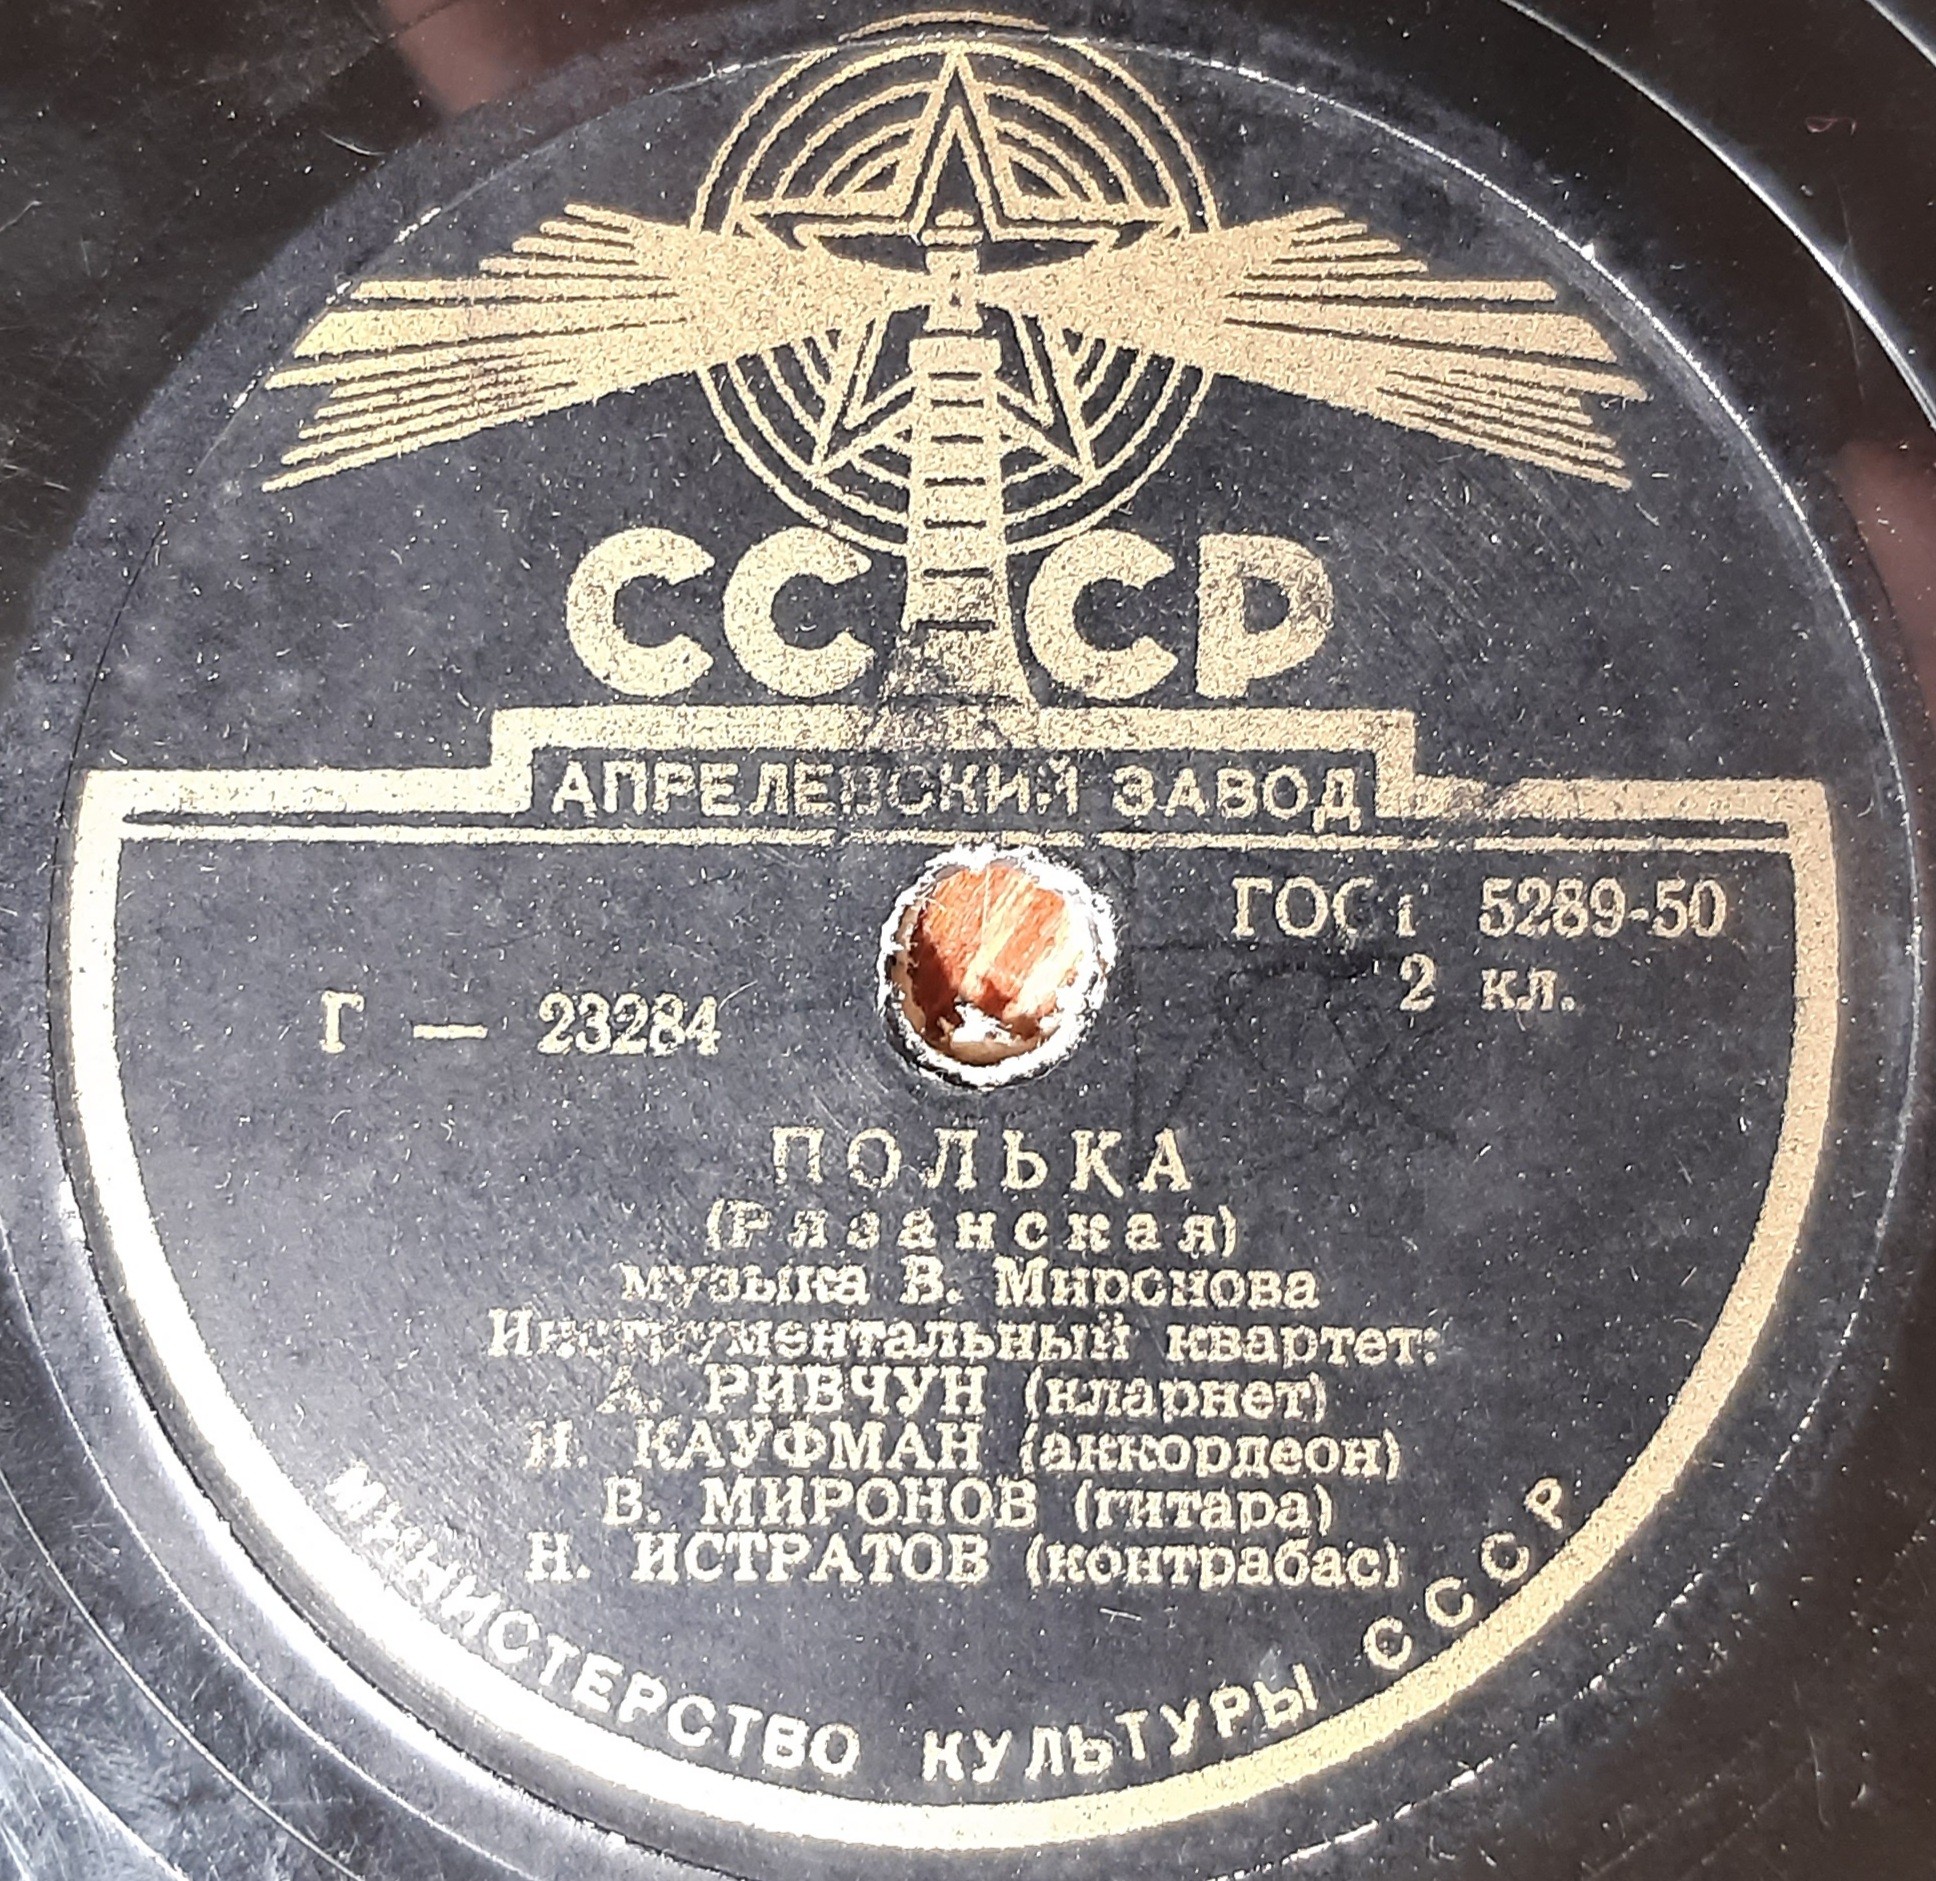 СССР
АПРЕЛЕВСКИЙ ЗАВОД
ГОСТ 5289-50
2 кл.
Г — 23284
ПОЛЬКА
(Рязанская)
музыка В. Миронова
Инструментальный квартет:
А. РИВЧУН (кларнет)
И. КАУФМАН (аккордеон)
В. МИРОНОВ (гитара)
Н. ИСТРАТОВ (контрабас)
МИНИСТЕРСТВО КУЛЬТУРЫ СССР